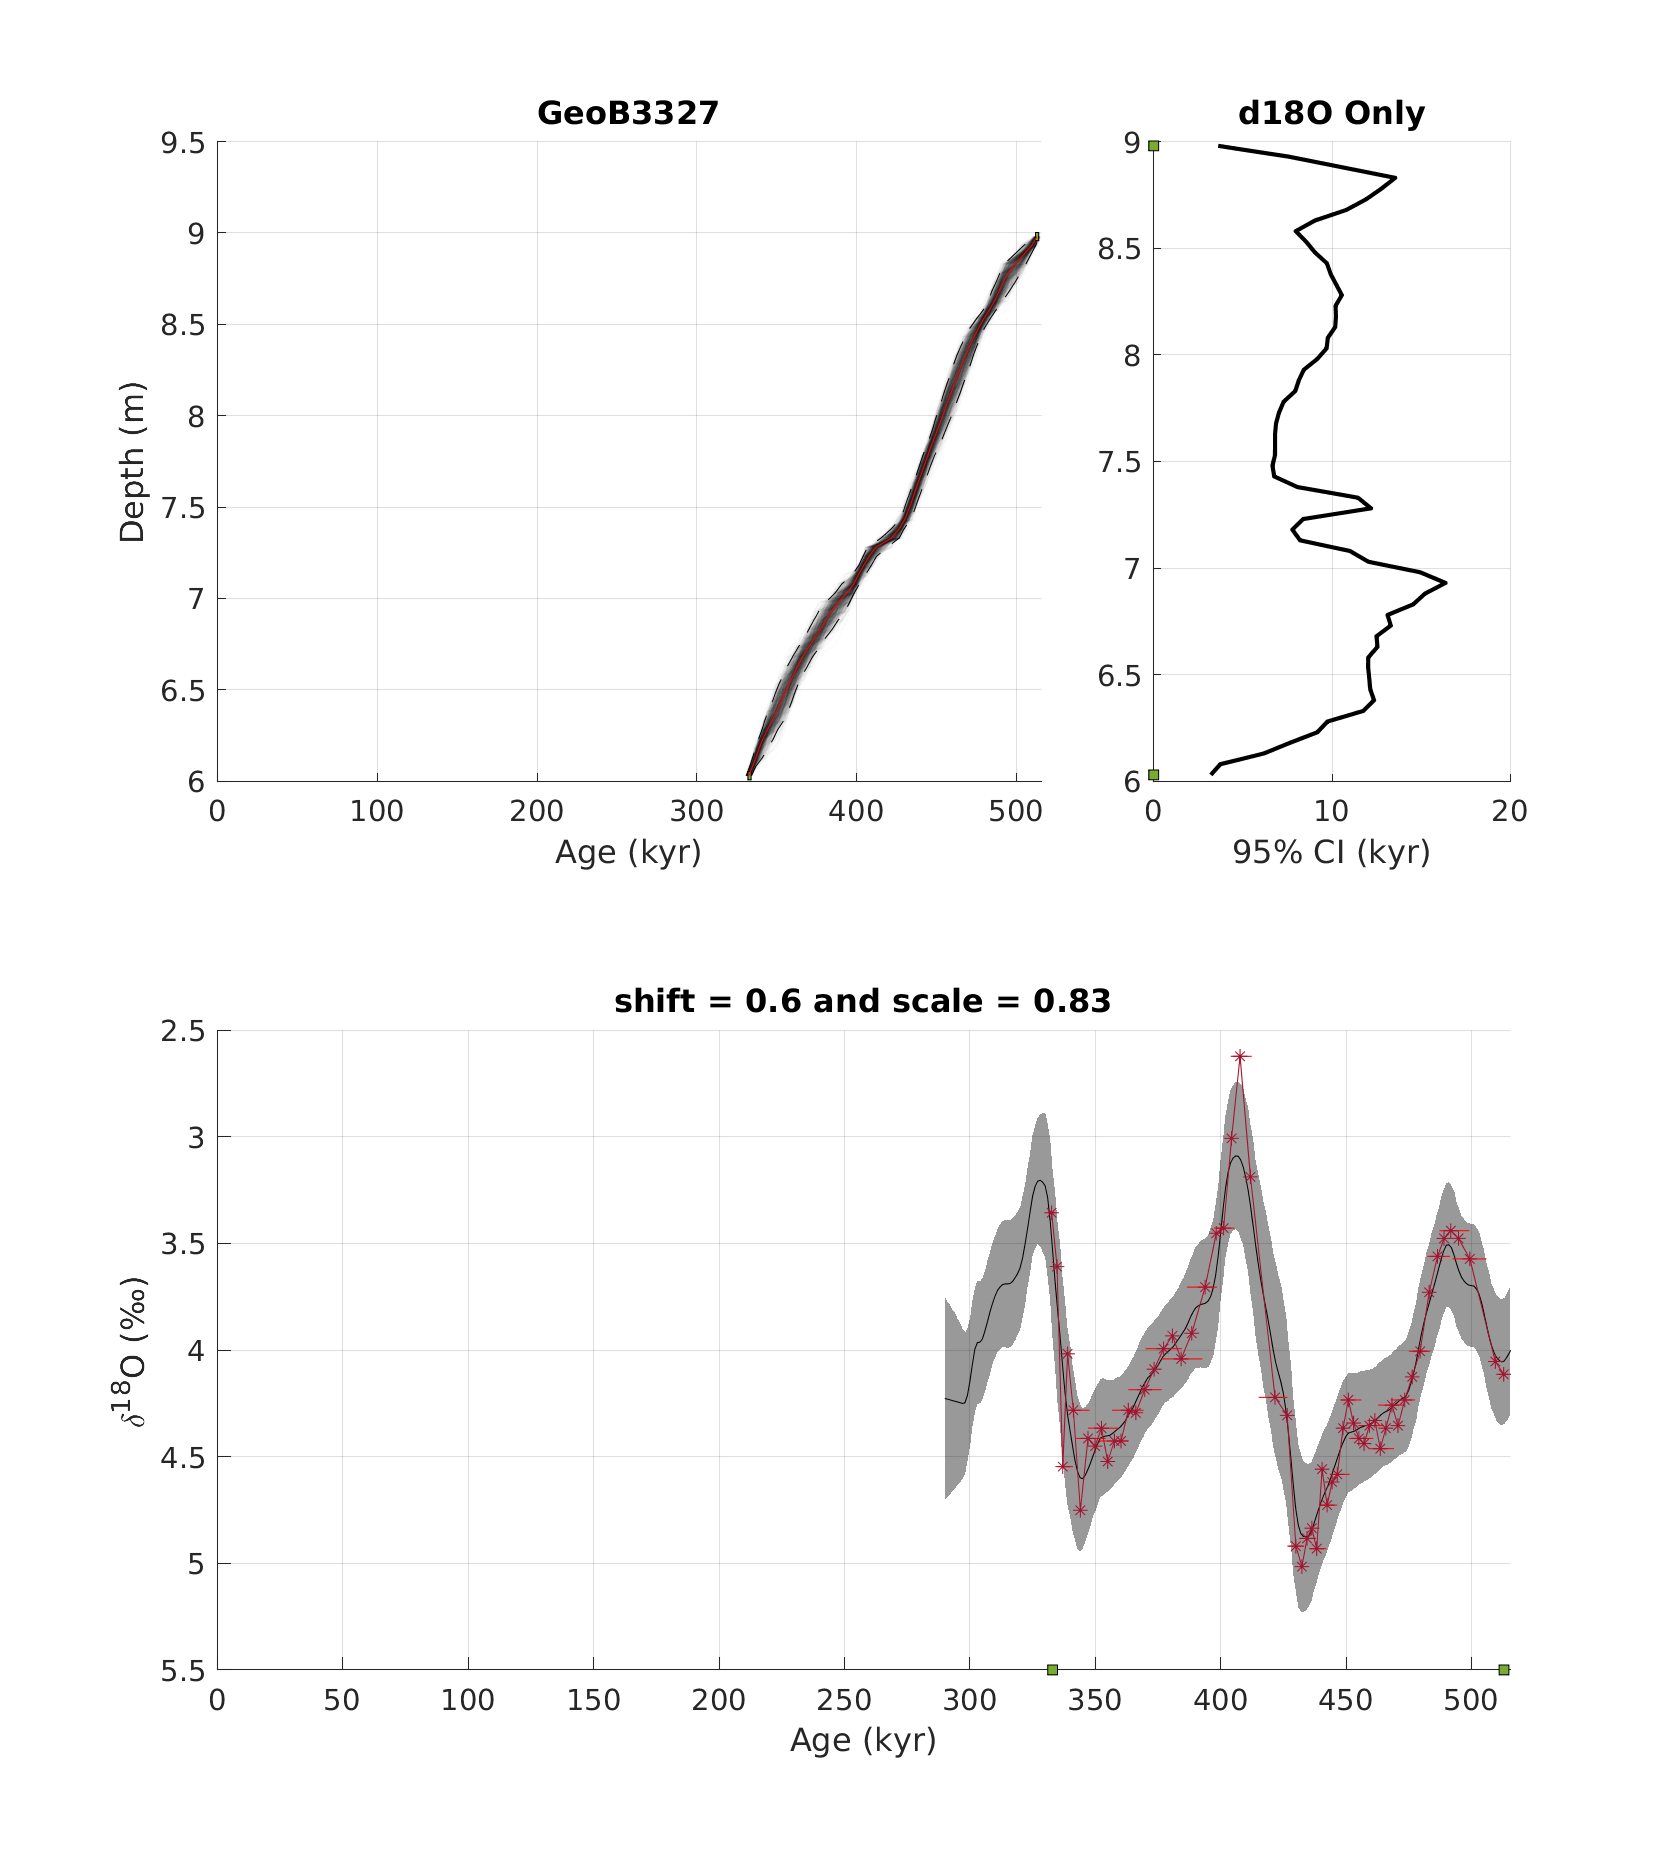 GeoB3327
d18O Only
9.5
9
8.5
8
7.5
7
6.5
6
Depth (m)
0 100 200 300 400 500
Age (kyr)
9
8.5
8
7.5
7
6.5
6
0 10 20
95% CI (kyr)
shift = 0.6 and scale = 0.83
2.5
3
3.5
4
4.5
5
5.5
δ¹⁸O (‰)
0 50 100 150 200 250 300 350 400 450 500
Age (kyr)